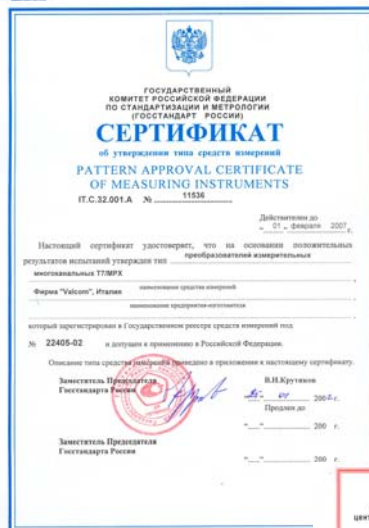 ГОСУДАРСТВЕННЫЙ
КОМИТЕТ РОССИЙСКОЙ ФЕДЕРАЦИИ
ПО СТАНДАРТИЗАЦИИ И МЕТРОЛОГИИ
(ГОССТАНДАРТ РОССИИ)
СЕРТИФИКАТ
об утверждении типа средств измерений
PATTERN APPROVAL CERTIFICATE
OF MEASURING INSTRUMENTS
IT.C.32.001.A № 11536
Действителен до
" 01 " февраля 2007 г.
Настоящий сертификат удостоверяет, что на основании положительных
результатов испытаний утвержден тип преобразователей измерительных
многоканальных T7/MPX
наименование средства измерений
Фирма "Valcom", Италия
наименование предприятия-изготовителя
который зарегистрирован в Государственном реестре средств измерений под
№ 22405-02 и допущен к применению в Российской Федерации.
Описание типа средства измерений приведено в приложении к настоящему сертификату.
Заместитель Председателя
Госстандарта России
В.Н.Крутиков
25 01 2002 г.
Продлен до
" " 200 г.
Заместитель Председателя
Госстандарта России
" " 200 г.